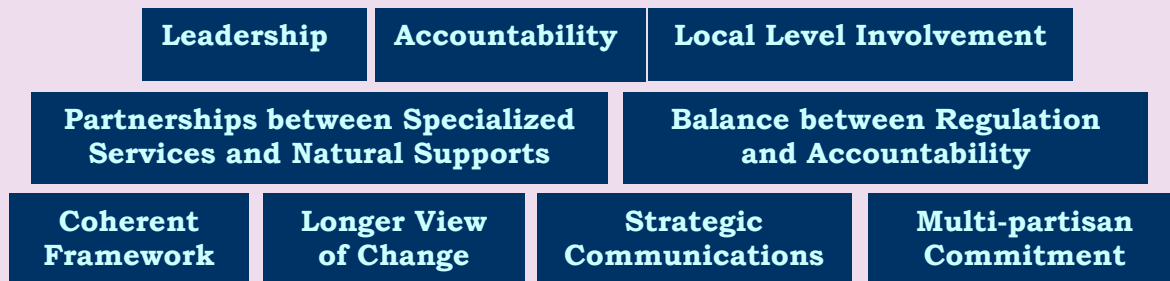 Leadership
Accountability
Local Level Involvement
Partnerships between Specialized
Services and Natural Supports
Balance between Regulation
and Accountability
Coherent
Framework
Longer View
of Change
Strategic
Communications
Multi-partisan
Commitment